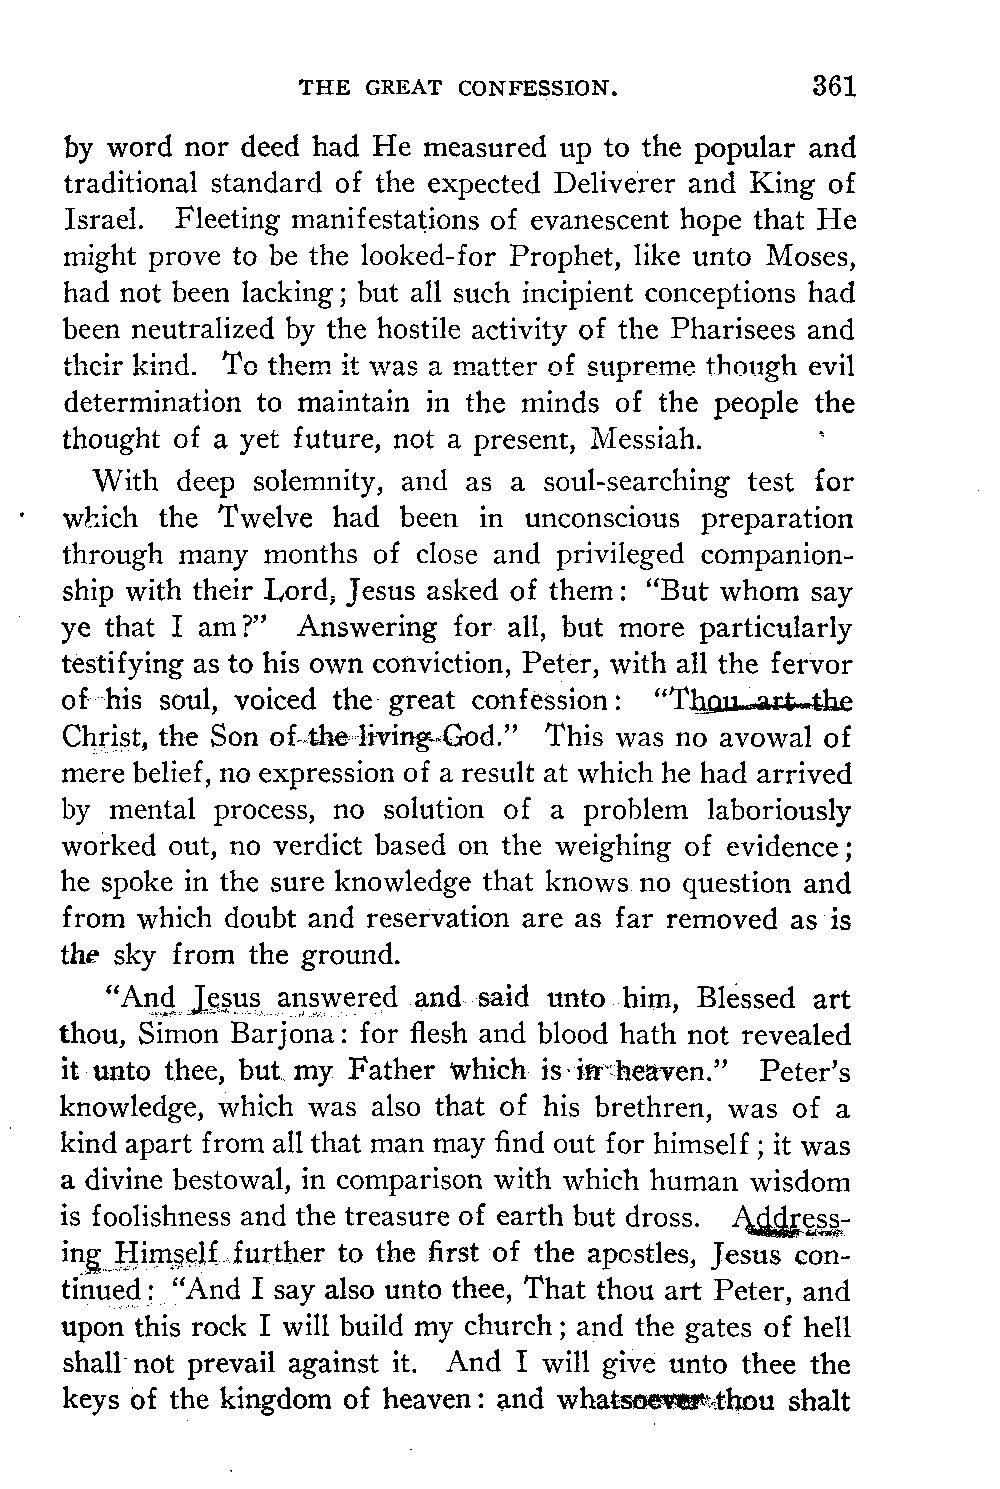 THE GREAT CONFESSION. 361
by word nor deed had He measured up to the popular and
traditional standard of the expected Deliverer and King of
Israel. Fleeting manifestations of evanescent hope that He
might prove to be the looked-for Prophet, like unto Moses,
had not been lacking; but all such incipient conceptions had
been neutralized by the hostile activity of the Pharisees and
their kind. To them it was a matter of supreme though evil
determination to maintain in the minds of the people the
thought of a yet future, not a present, Messiah.
With deep solemnity, and as a soul-searching test for
which the Twelve had been in unconscious preparation
through many months of close and privileged companion-
ship with their Lord, Jesus asked of them: “But whom say
ye that I am?” Answering for all, but more particularly
testifying as to his own conviction, Peter, with all the fervor
of his soul, voiced the great confession: “Thou art the
Christ, the Son of the living God.” This was no avowal of
mere belief, no expression of a result at which he had arrived
by mental process, no solution of a problem laboriously
worked out, no verdict based on the weighing of evidence;
he spoke in the sure knowledge that knows no question and
from which doubt and reservation are as far removed as is
the sky from the ground.
“And Jesus answered and said unto him, Blessed art
thou, Simon Barjona: for flesh and blood hath not revealed
it unto thee, but my Father which is in heaven.” Peter’s
knowledge, which was also that of his brethren, was of a
kind apart from all that man may find out for himself; it was
a divine bestowal, in comparison with which human wisdom
is foolishness and the treasure of earth but dross. Address-
ing Himself further to the first of the apostles, Jesus con-
tinued: “And I say also unto thee, That thou art Peter, and
upon this rock I will build my church; and the gates of hell
shall not prevail against it. And I will give unto thee the
keys of the kingdom of heaven: and whatsoever thou shalt